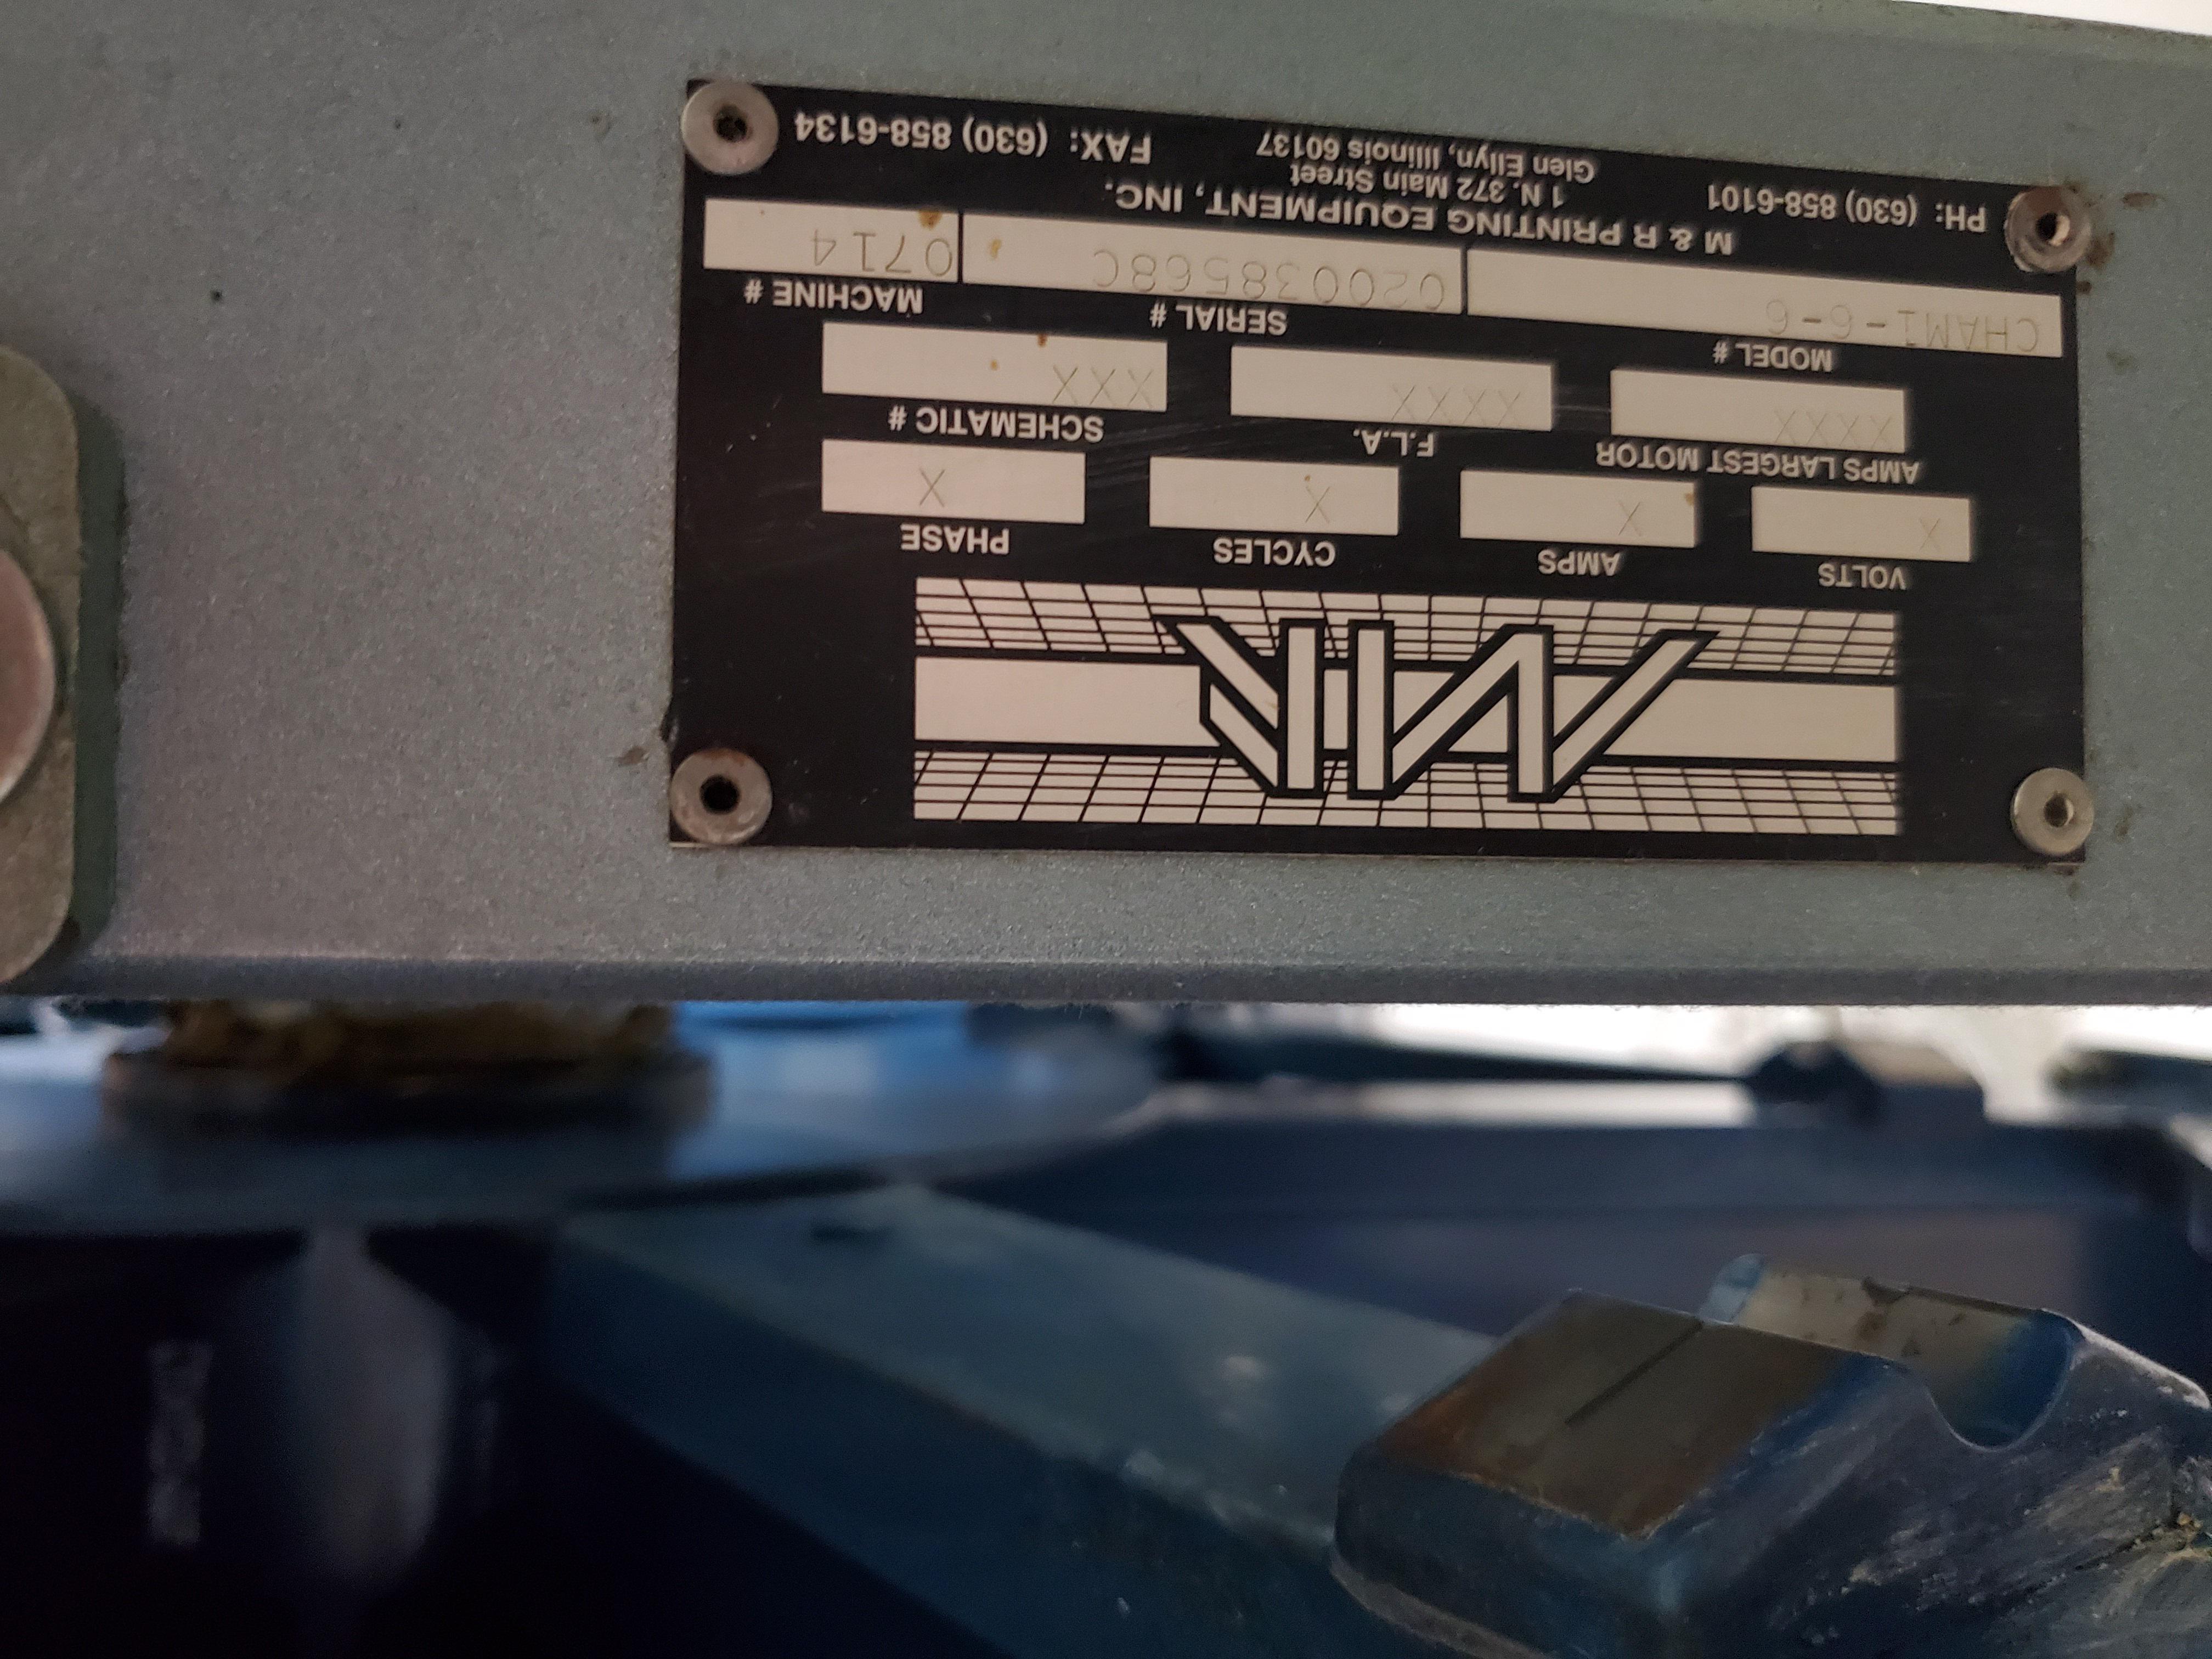 M&R
VOLTS AMPS CYCLES PHASE
X X X X
AMPS LARGEST MOTOR F.L.A. SCHEMATIC #
XXXX XXXX XXX
MODEL # SERIAL # MACHINE #
CHAM1-6-6 020038568C 0714
M & R PRINTING EQUIPMENT, INC.
1 N. 372 Main Street
PH: (630) 858-6101 Glen Ellyn, Illinois 60137 FAX: (630) 858-6134